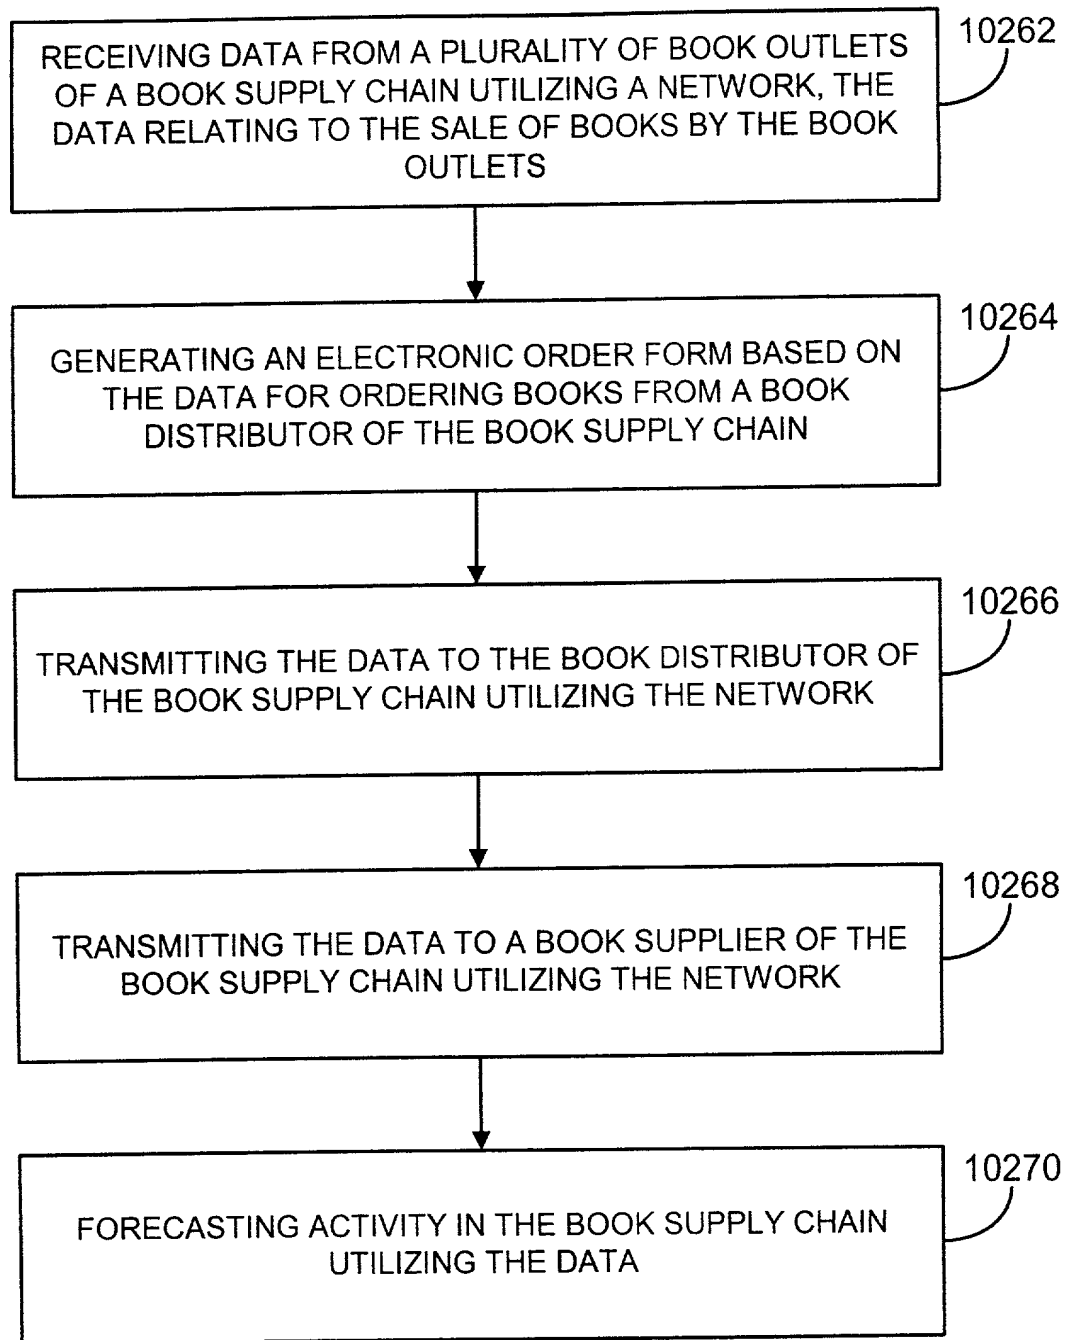 10262
RECEIVING DATA FROM A PLURALITY OF BOOK OUTLETS
OF A BOOK SUPPLY CHAIN UTILIZING A NETWORK, THE
DATA RELATING TO THE SALE OF BOOKS BY THE BOOK
OUTLETS
10264
GENERATING AN ELECTRONIC ORDER FORM BASED ON
THE DATA FOR ORDERING BOOKS FROM A BOOK
DISTRIBUTOR OF THE BOOK SUPPLY CHAIN
10266
TRANSMITTING THE DATA TO THE BOOK DISTRIBUTOR OF
THE BOOK SUPPLY CHAIN UTILIZING THE NETWORK
10268
TRANSMITTING THE DATA TO A BOOK SUPPLIER OF THE
BOOK SUPPLY CHAIN UTILIZING THE NETWORK
10270
FORECASTING ACTIVITY IN THE BOOK SUPPLY CHAIN
UTILIZING THE DATA